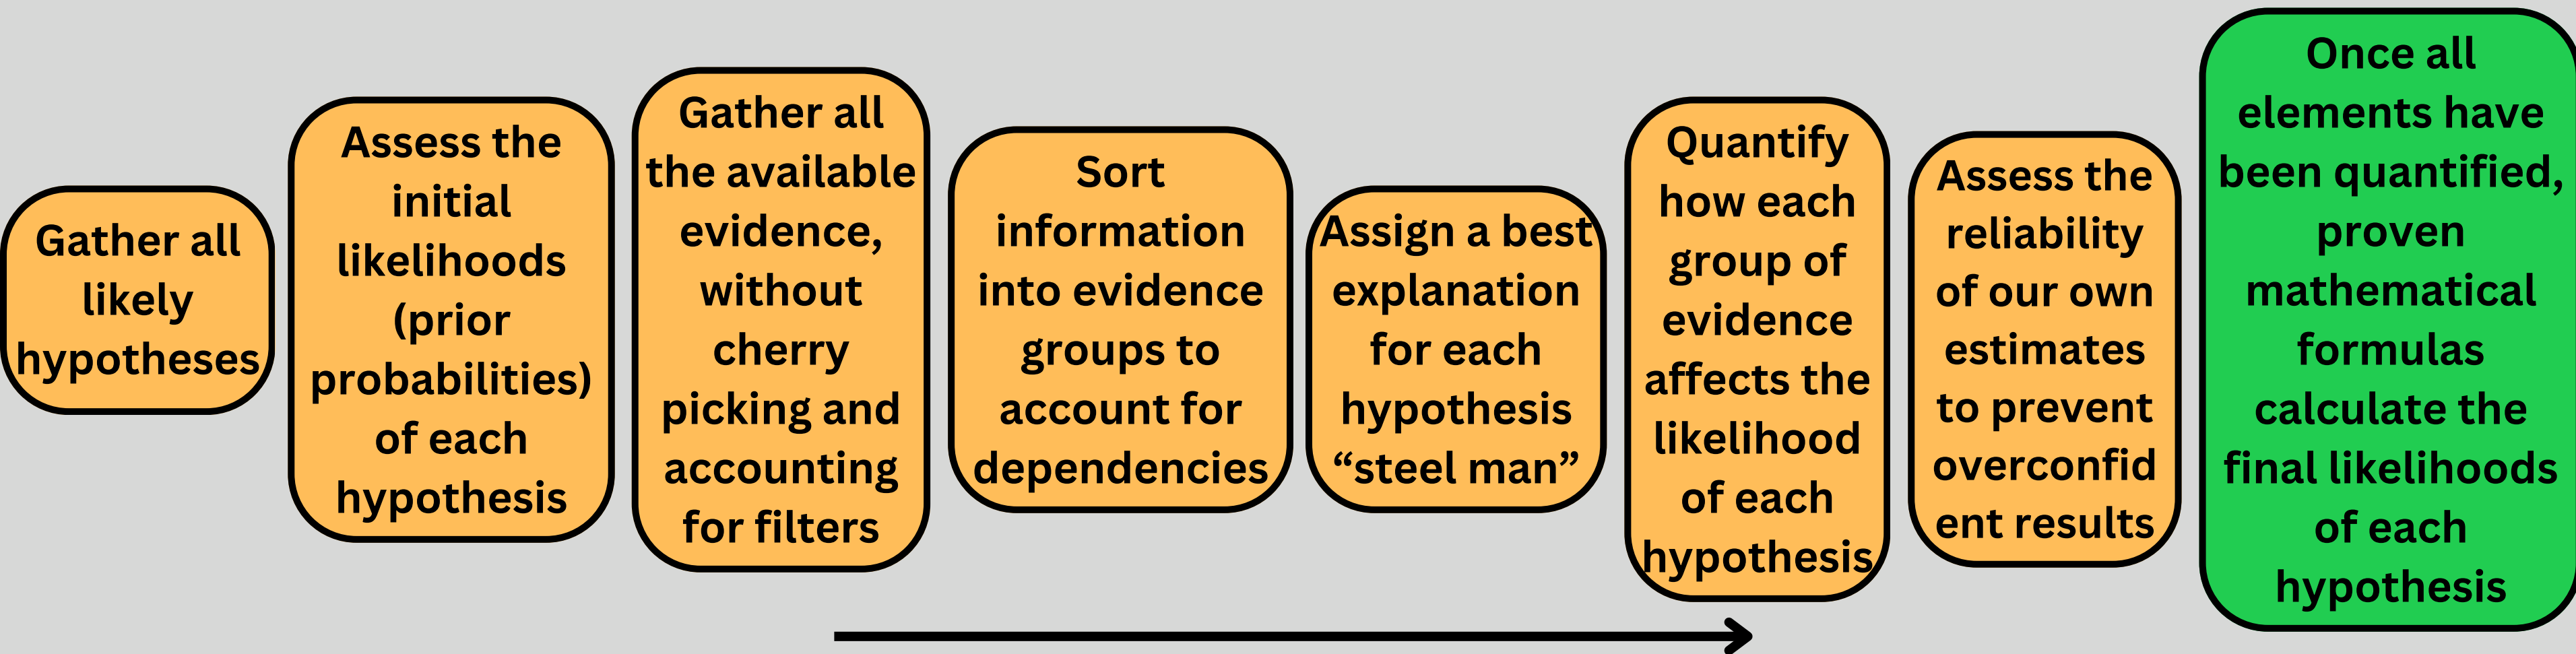 Gather all
likely
hypotheses
Assess the
initial
likelihoods
(prior
probabilities)
of each
hypothesis
Gather all
the available
evidence,
without
cherry
picking and
accounting
for filters
Sort
information
into evidence
groups to
account for
dependencies
Assign a best
explanation
for each
hypothesis
“steel man”
Quantify
how each
group of
evidence
affects the
likelihood
of each
hypothesis
Assess the
reliability
of our own
estimates
to prevent
overconfid
ent results
Once all
elements have
been quantified,
proven
mathematical
formulas
calculate the
final likelihoods
of each
hypothesis